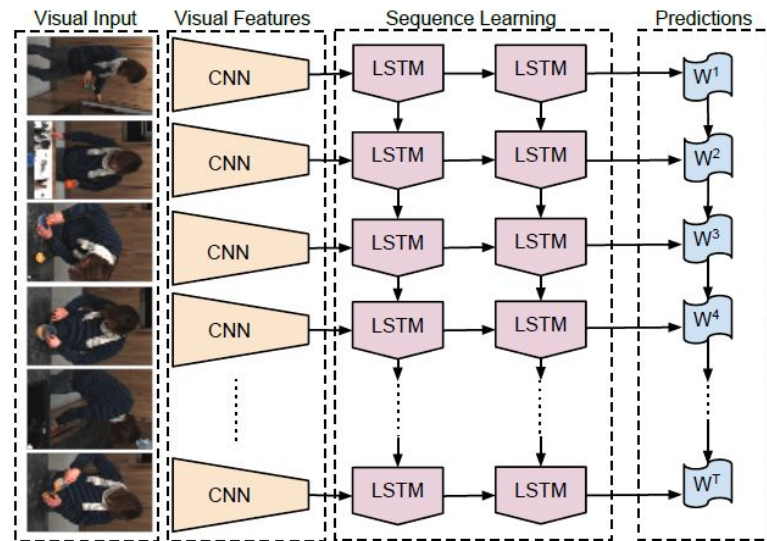 Visual Input Visual Features Sequence Learning Predictions
CNN LSTM LSTM W¹
CNN LSTM LSTM W²
CNN LSTM LSTM W³
CNN LSTM LSTM W⁴
CNN LSTM LSTM Wᵀ